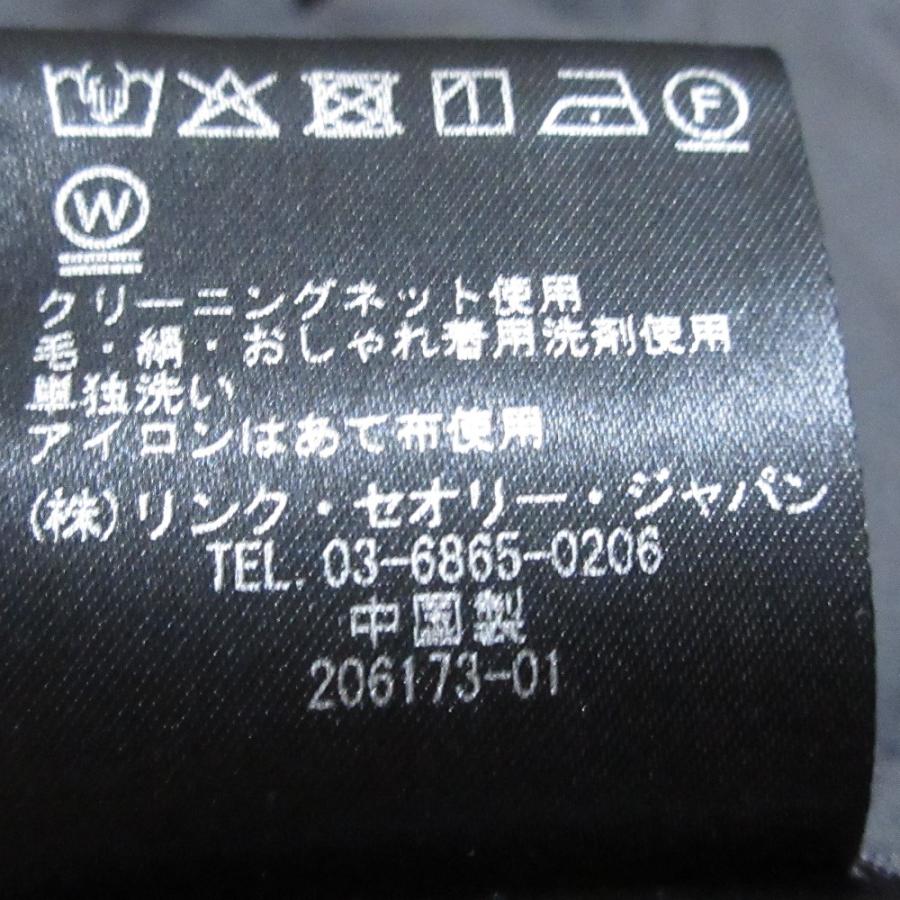 F
W
クリーニングネット使用
毛・絹・おしゃれ着用洗剤使用
単独洗い
アイロンはあて布使用
(株)リンク・セオリー・ジャパン
TEL. 03-6865-0206
中国製
206173-01